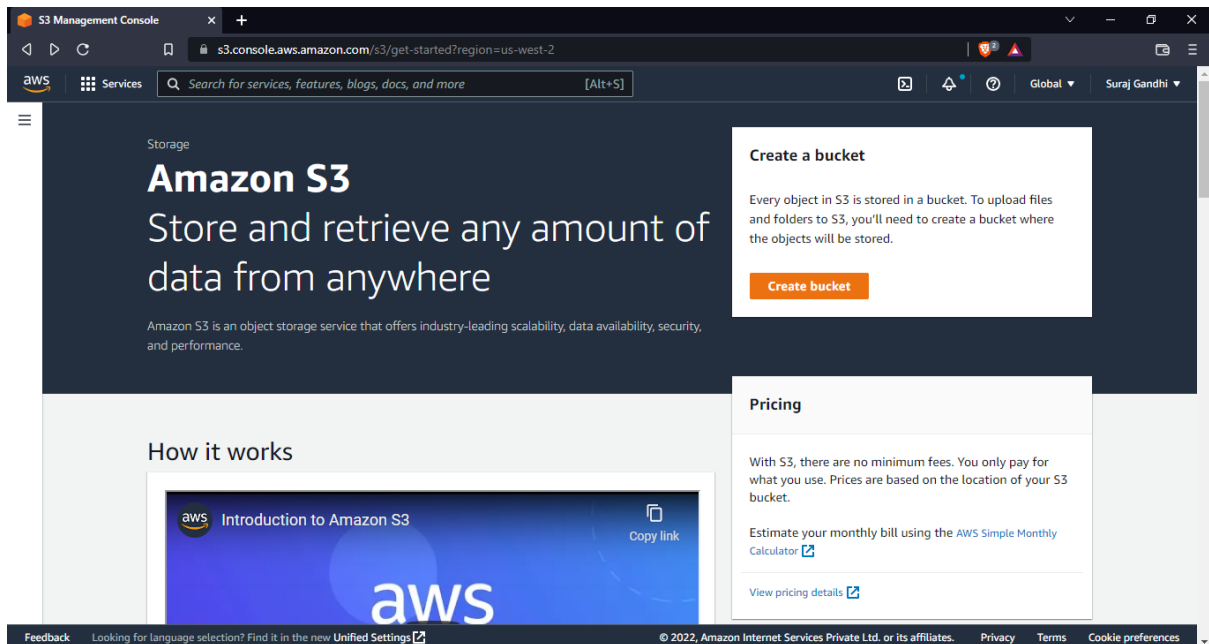 S3 Management Console
s3.console.aws.amazon.com/s3/get-started?region=us-west-2
2
aws
Services
Search for services, features, blogs, docs, and more
[Alt+S]
Global
Suraj Gandhi
Storage
Amazon S3
Store and retrieve any amount of
data from anywhere
Amazon S3 is an object storage service that offers industry-leading scalability, data availability, security,
and performance.
Create a bucket
Every object in S3 is stored in a bucket. To upload files
and folders to S3, you'll need to create a bucket where
the objects will be stored.
Create bucket
Pricing
With S3, there are no minimum fees. You only pay for
what you use. Prices are based on the location of your S3
bucket.
Estimate your monthly bill using the AWS Simple Monthly
Calculator
View pricing details
How it works
aws
Introduction to Amazon S3
Copy link
aws
Feedback
Looking for language selection? Find it in the new Unified Settings
© 2022, Amazon Internet Services Private Ltd. or its affiliates.
Privacy
Terms
Cookie preferences